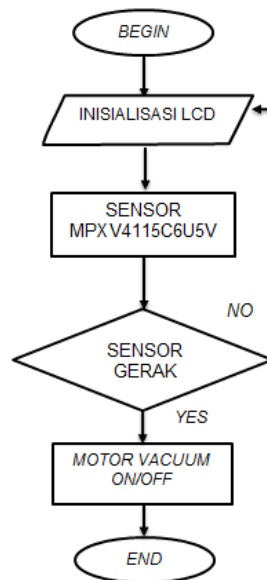 BEGIN
INISIALISASI LCD
SENSOR
MPXV4115C6U5V
NO
SENSOR
GERAK
YES
MOTOR VACUUM
ON/OFF
END